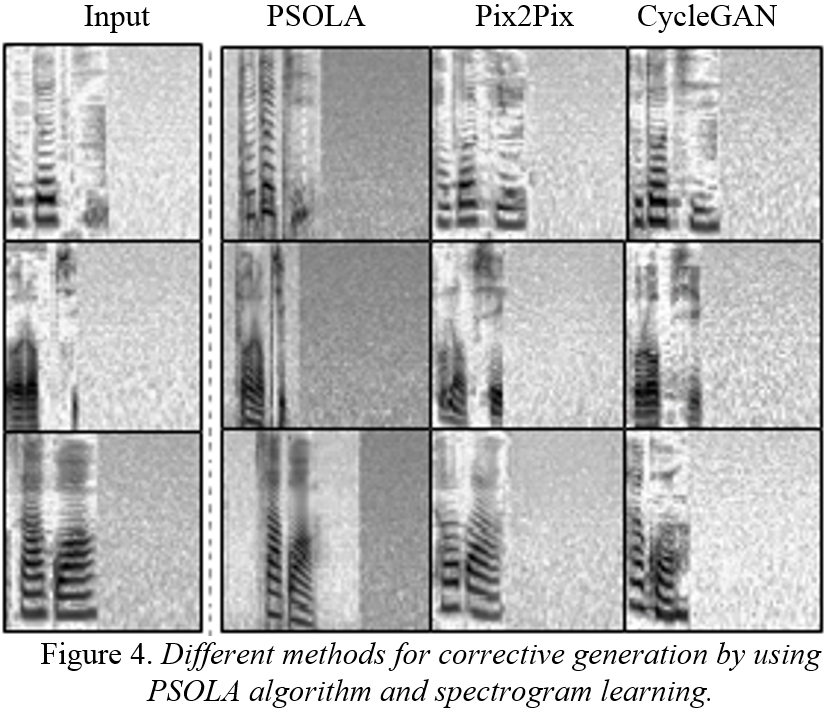 Input PSOLA Pix2Pix CycleGAN
Figure 4. Different methods for corrective generation by using
PSOLA algorithm and spectrogram learning.